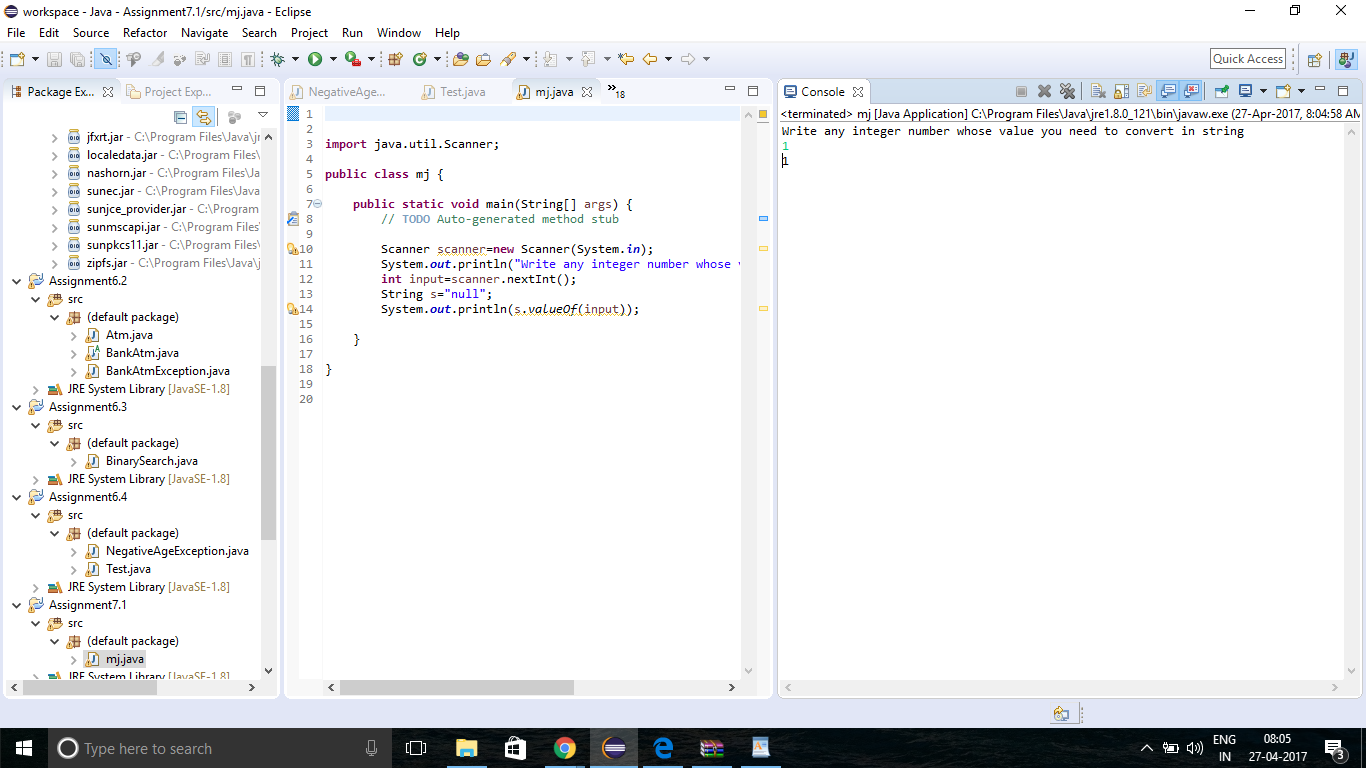 workspace - Java - Assignment7.1/src/mj.java - Eclipse
File Edit Source Refactor Navigate Search Project Run Window Help
Quick Access
Package Ex...
Project Exp...
jfxrt.jar - C:\Program Files\Java\jr
localedata.jar - C:\Program Files\
nashorn.jar - C:\Program Files\Ja
sunec.jar - C:\Program Files\Java
sunjce_provider.jar - C:\Program
sunmscapi.jar - C:\Program Files\
sunpkcs11.jar - C:\Program Files\
zipfs.jar - C:\Program Files\Java\j
Assignment6.2
src
(default package)
Atm.java
BankAtm.java
BankAtmException.java
JRE System Library [JavaSE-1.8]
Assignment6.3
src
(default package)
BinarySearch.java
JRE System Library [JavaSE-1.8]
Assignment6.4
src
(default package)
NegativeAgeException.java
Test.java
JRE System Library [JavaSE-1.8]
Assignment7.1
src
(default package)
mj.java
JRE System Library [JavaSE-1.8]
NegativeAge... Test.java mj.java »18
1
2
3 import java.util.Scanner;
4
5 public class mj {
6
7 public static void main(String[] args) {
8 // TODO Auto-generated method stub
9
10 Scanner scanner=new Scanner(System.in);
11 System.out.println("Write any integer number whose v
12 int input=scanner.nextInt();
13 String s="null";
14 System.out.println(s.valueOf(input));
15
16 }
17
18 }
19
20
Console
<terminated> mj [Java Application] C:\Program Files\Java\jre1.8.0_121\bin\javaw.exe (27-Apr-2017, 8:04:58 AM
Write any integer number whose value you need to convert in string
1
1
Type here to search
ENG
IN
08:05
27-04-2017
3